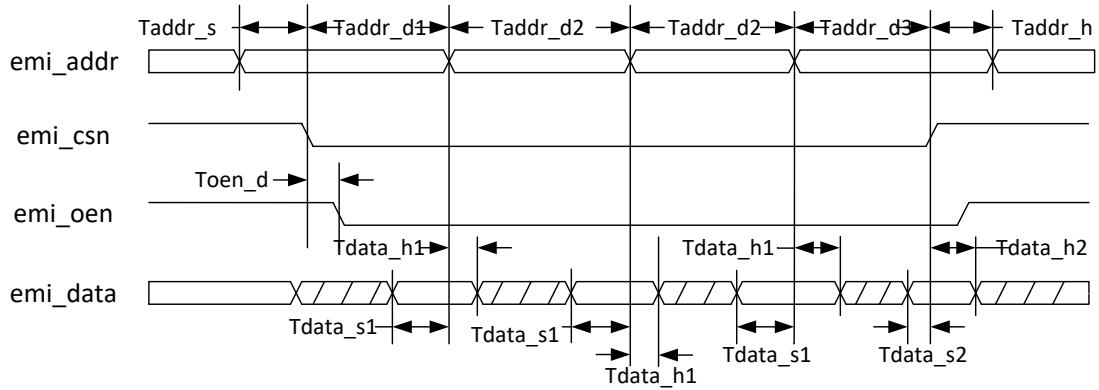 Taddr_s Taddr_d1 Taddr_d2 Taddr_d2 Taddr_d3 Taddr_h
emi_addr
emi_csn
Toen_d
emi_oen
Tdata_h1 Tdata_h1 Tdata_h2
emi_data
Tdata_s1 Tdata_s1 Tdata_s1 Tdata_s2
Tdata_h1